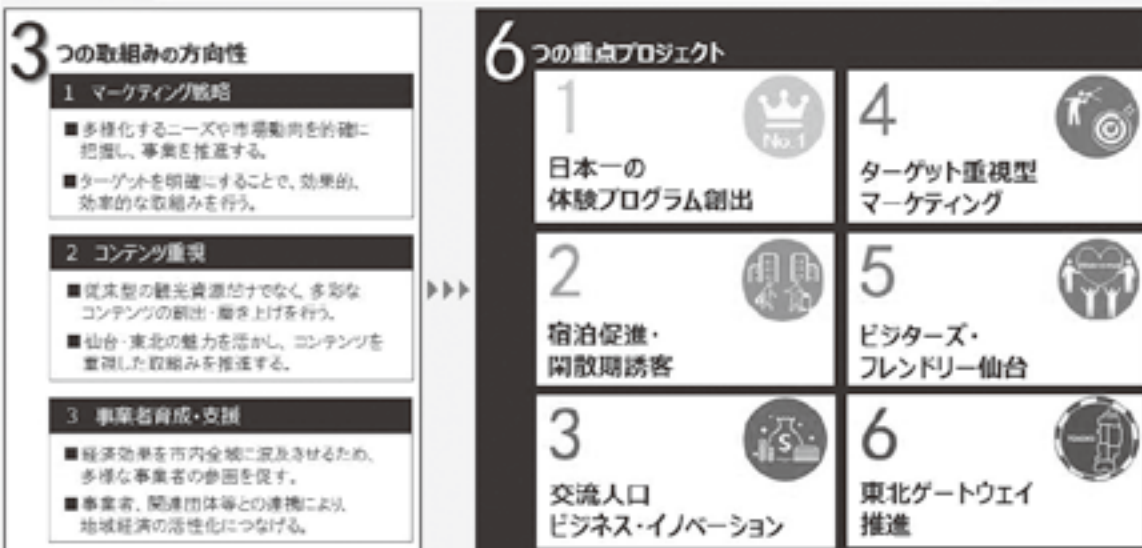 3つの取組みの方向性
1 マーケティング戦略
■多様化するニーズや市場動向を的確に
把握し、事業を推進する。
■ターゲットを明確にすることで、効果的、
効率的な取組みを行う。
2 コンテンツ重視
■従来型の観光資源だけでなく、多彩な
コンテンツの創出・磨き上げを行う。
■仙台・東北の魅力を活かし、コンテンツを
重視した取組みを推進する。
3 事業者育成・支援
■経済効果を市内全域に波及させるため、
多様な事業者の参画を促す。
■事業者、関連団体等との連携により、
地域経済の活性化につなげる。
6つの重点プロジェクト
1
No.1
日本一の
体験プログラム創出
2
宿泊促進・
閑散期誘客
3
S
交流人口
ビジネス・イノベーション
4
ターゲット重視型
マーケティング
5
ビジターズ・
フレンドリー仙台
6
TOHOKU
東北ゲートウェイ
推進